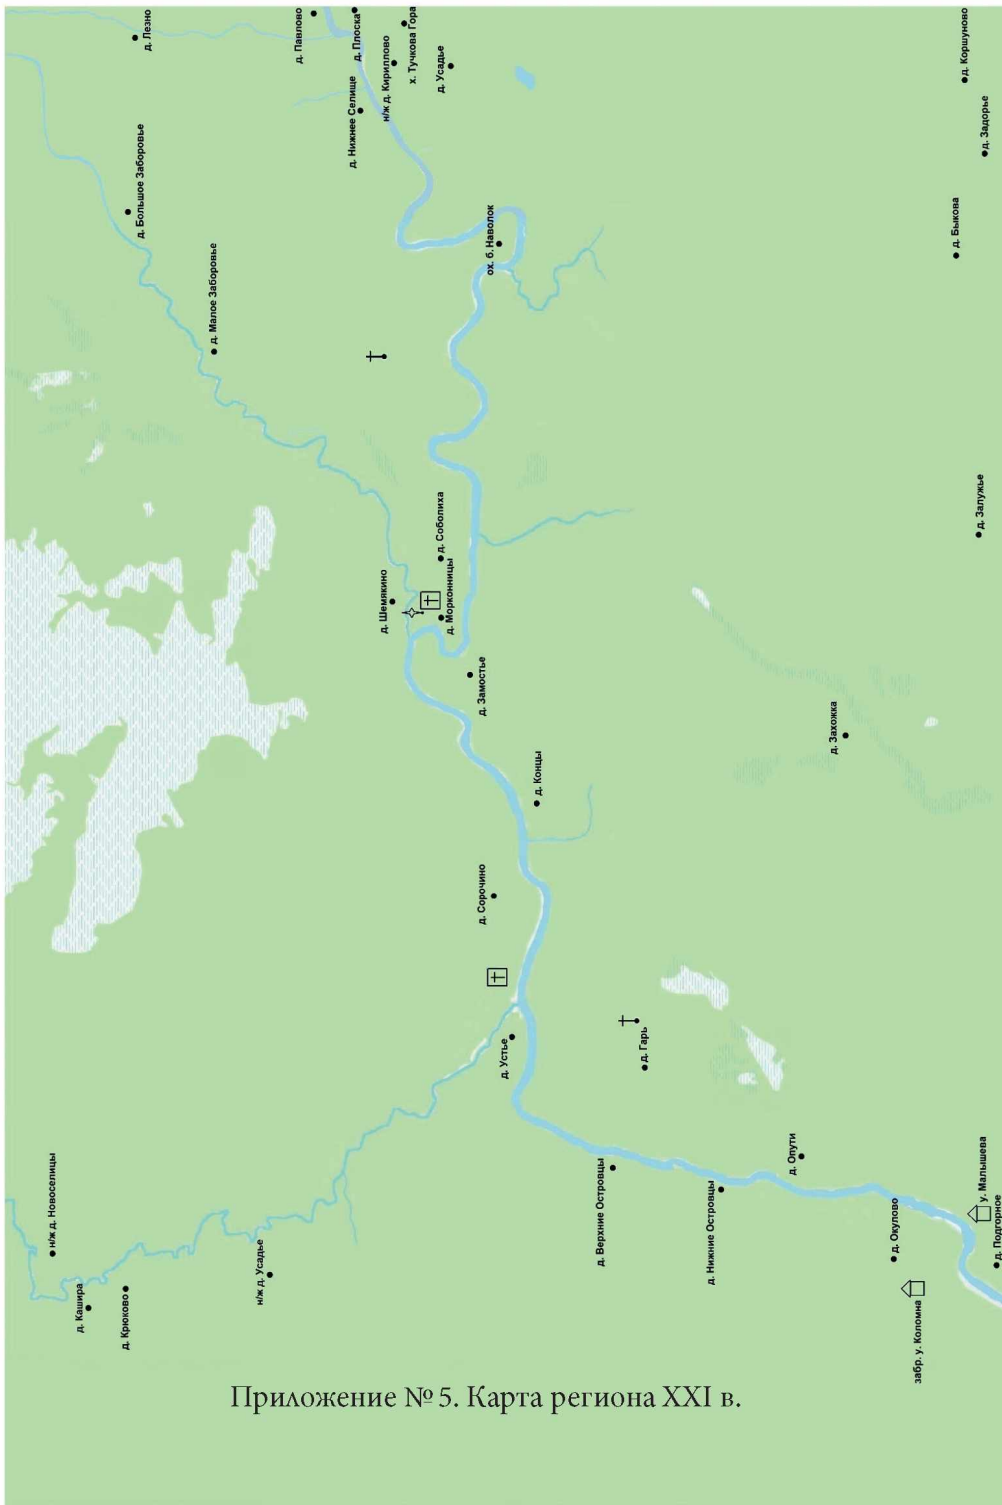 д. Лезно
д. Павлово
д. Плоска
н/ж д. Кириллово
х. Тучкова Гора
д. Усадье
д. Коршуново
д. Нижнее Селище
д. Задорье
д. Большое Заборовье
ох. б. Наволок
д. Быкова
д. Малое Заборовье
д. Соболиха
д. Залужье
д. Шемякино
д. Морконницы
д. Замостье
д. Захожка
д. Концы
д. Сорочино
д. Устье
д. Гарь
д. Опути
у. Малышева
н/ж д. Новоселицы
д. Верхние Островцы
д. Нижние Островцы
д. Окулово
д. Подгорное
н/ж д. Усадье
д. Кашира
д. Крюково
забр. у. Коломна
Приложение № 5. Карта региона XXI в.